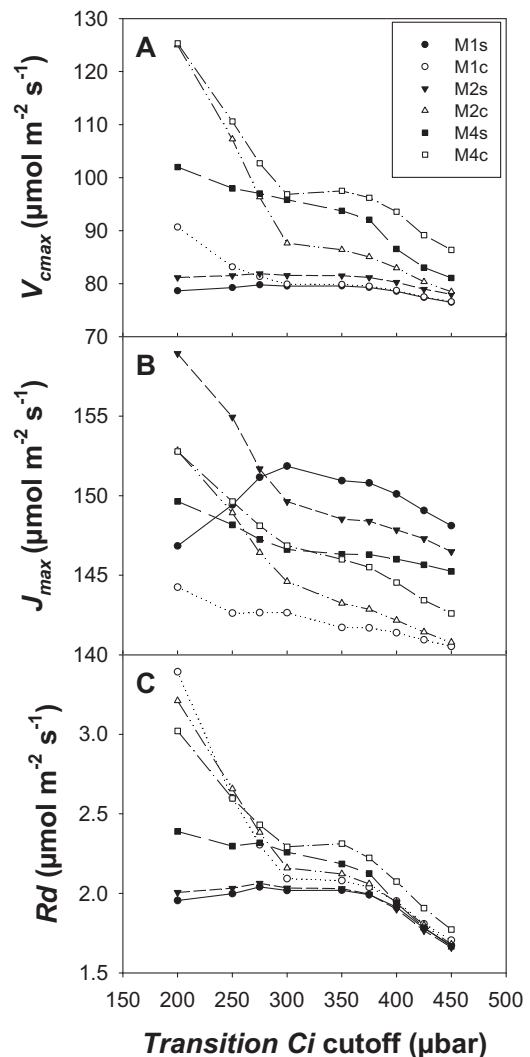 A
V_cmax (µmol m⁻² s⁻¹)
130
120
110
100
90
80
70
M1s
M1c
M2s
M2c
M4s
M4c
B
J_max (µmol m⁻² s⁻¹)
155
150
145
140
C
Rd (µmol m⁻² s⁻¹)
3.0
2.5
2.0
1.5
150 200 250 300 350 400 450 500
Transition Ci cutoff (µbar)